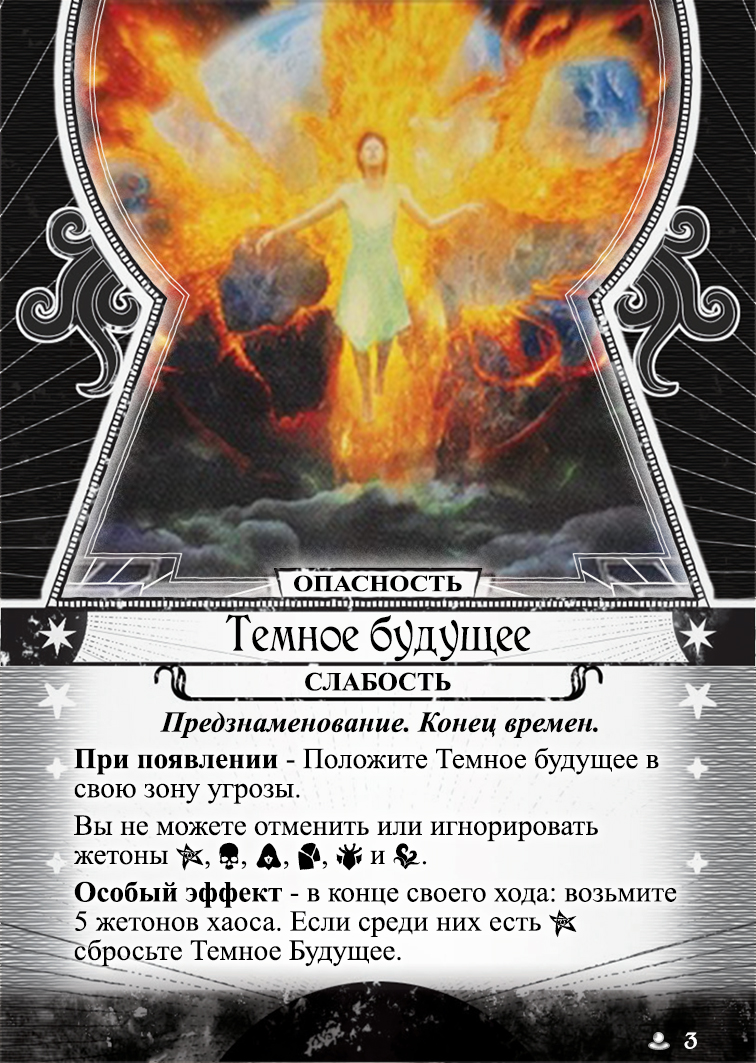 ОПАСНОСТЬ
Темное будущее
СЛАБОСТЬ
Предзнаменование. Конец времен.
При появлении - Положите Темное будущее в
свою зону угрозы.
Вы не можете отменить или игнорировать
жетоны , , , , и .
Особый эффект - в конце своего хода: возьмите
5 жетонов хаоса. Если среди них есть
сбросьте Темное Будущее.
3